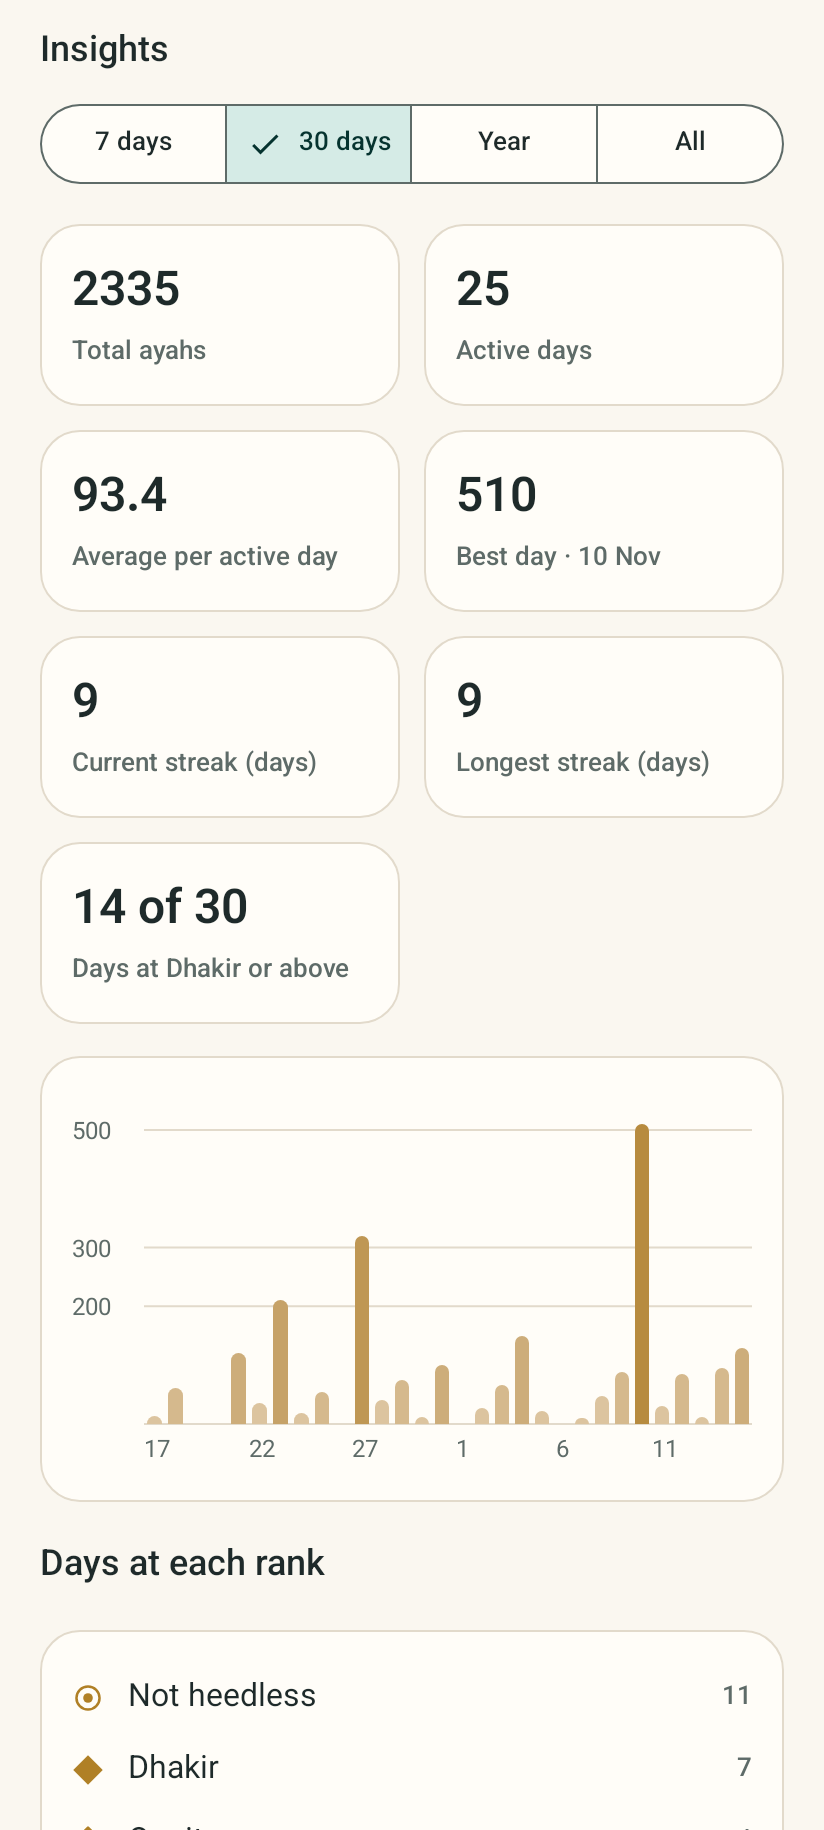 Insights
7 days
30 days
Year
All
2335
Total ayahs
25
Active days
93.4
Average per active day
510
Best day · 10 Nov
9
Current streak (days)
9
Longest streak (days)
14 of 30
Days at Dhakir or above
500
300
200
17 22 27 1 6 11
Days at each rank
Not heedless 11
Dhakir 7